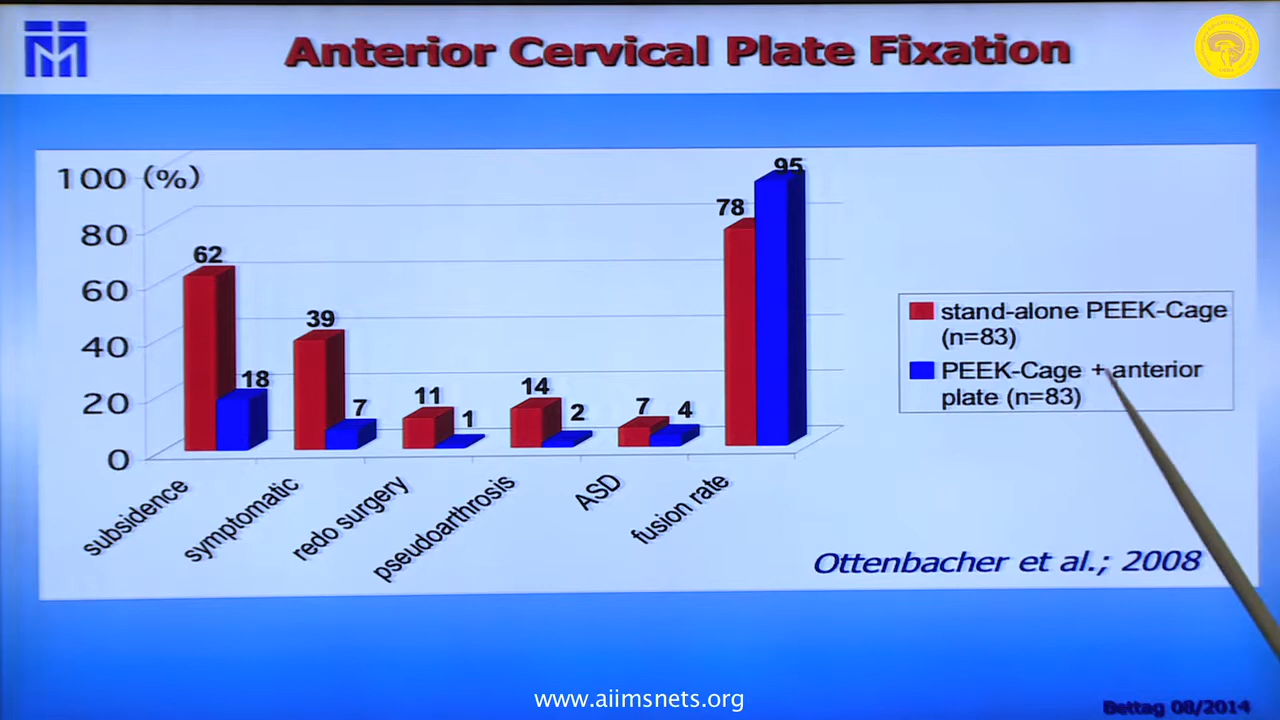 Anterior Cervical Plate Fixation
100 (%)
80
60
40
20
0
62
18
39
7
11
1
14
2
7
4
78
95
subsidence
symptomatic
redo surgery
pseudoarthrosis
ASD
fusion rate
stand-alone PEEK-Cage
(n=83)
PEEK-Cage + anterior
plate (n=83)
Ottenbacher et al.; 2008
www.aiimsnets.org
Bettag 08/2014